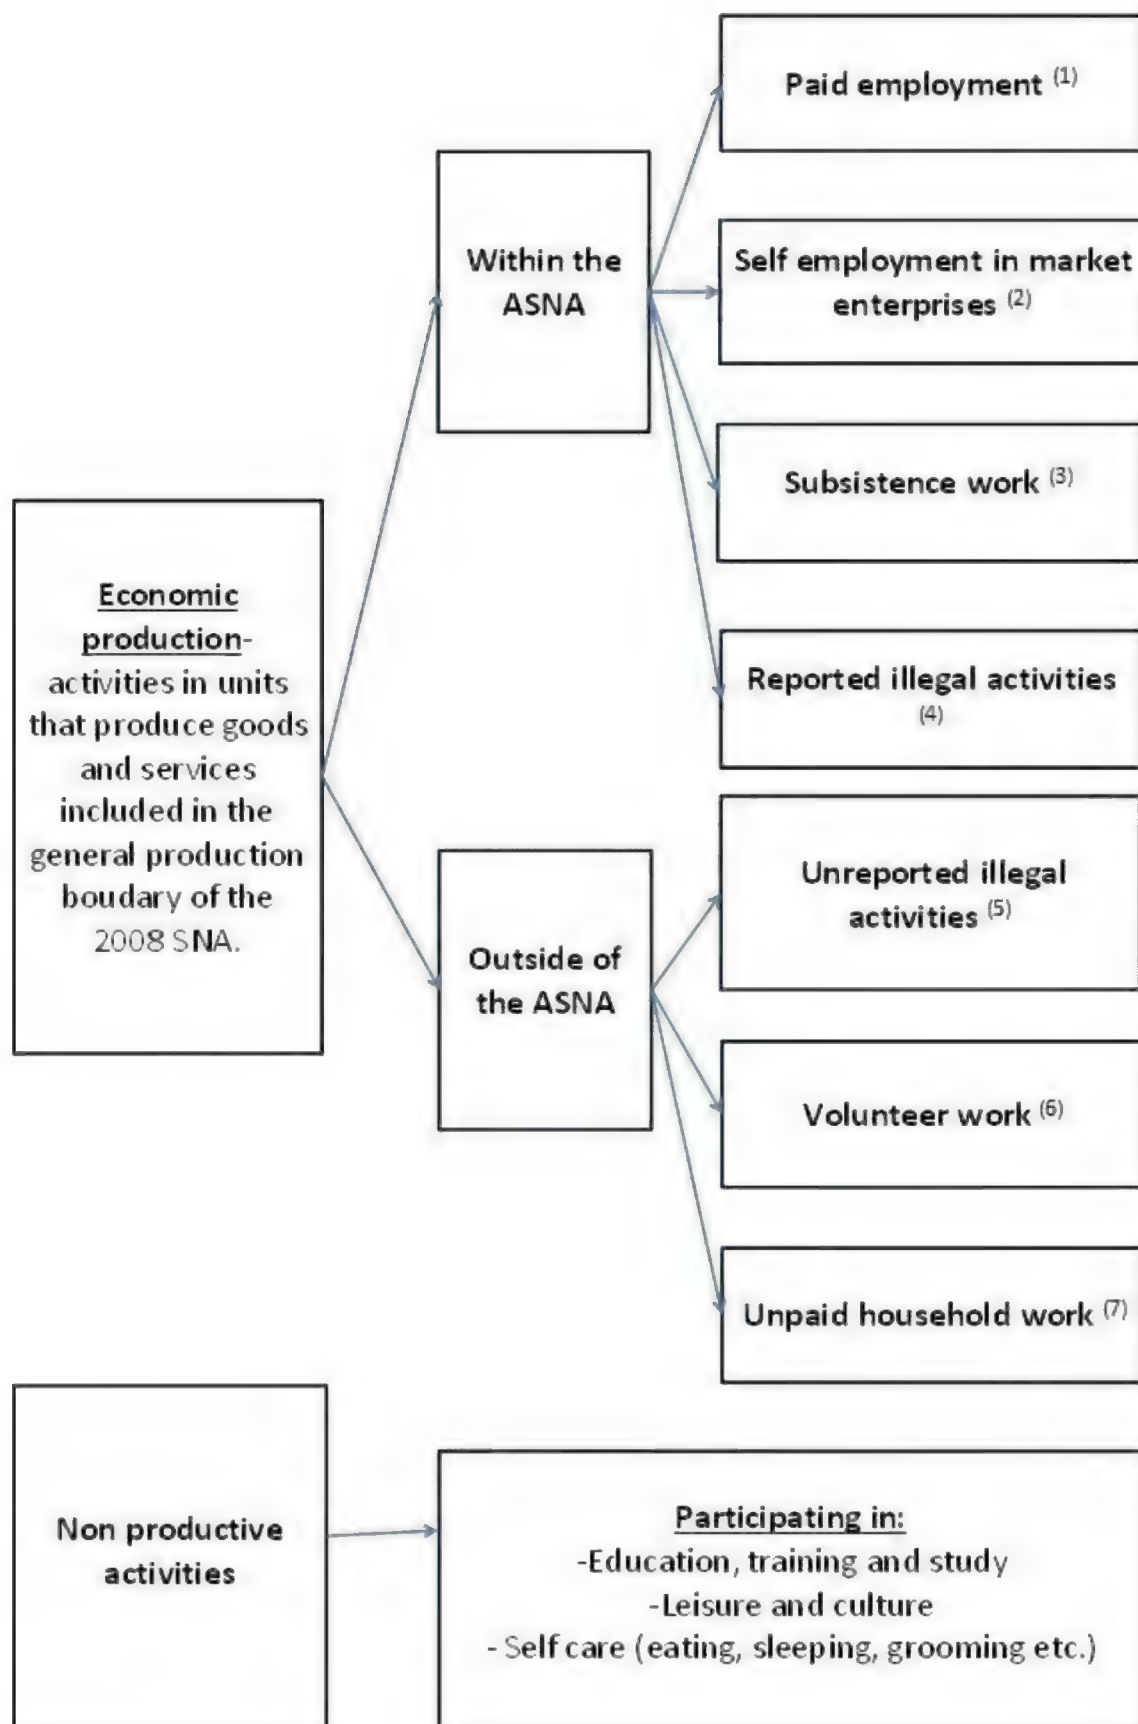 Paid employment (1)
Within the
ASNA
Self employment in market
enterprises (2)
Subsistence work (3)
Reported illegal activities
(4)
Economic
production-
activities in units
that produce goods
and services
included in the
general production
boudary of the
2008 SNA.
Outside of
the ASNA
Unreported illegal
activities (5)
Volunteer work (6)
Unpaid household work (7)
Non productive
activities
Participating in:
-Education, training and study
-Leisure and culture
- Self care (eating, sleeping, grooming etc.)